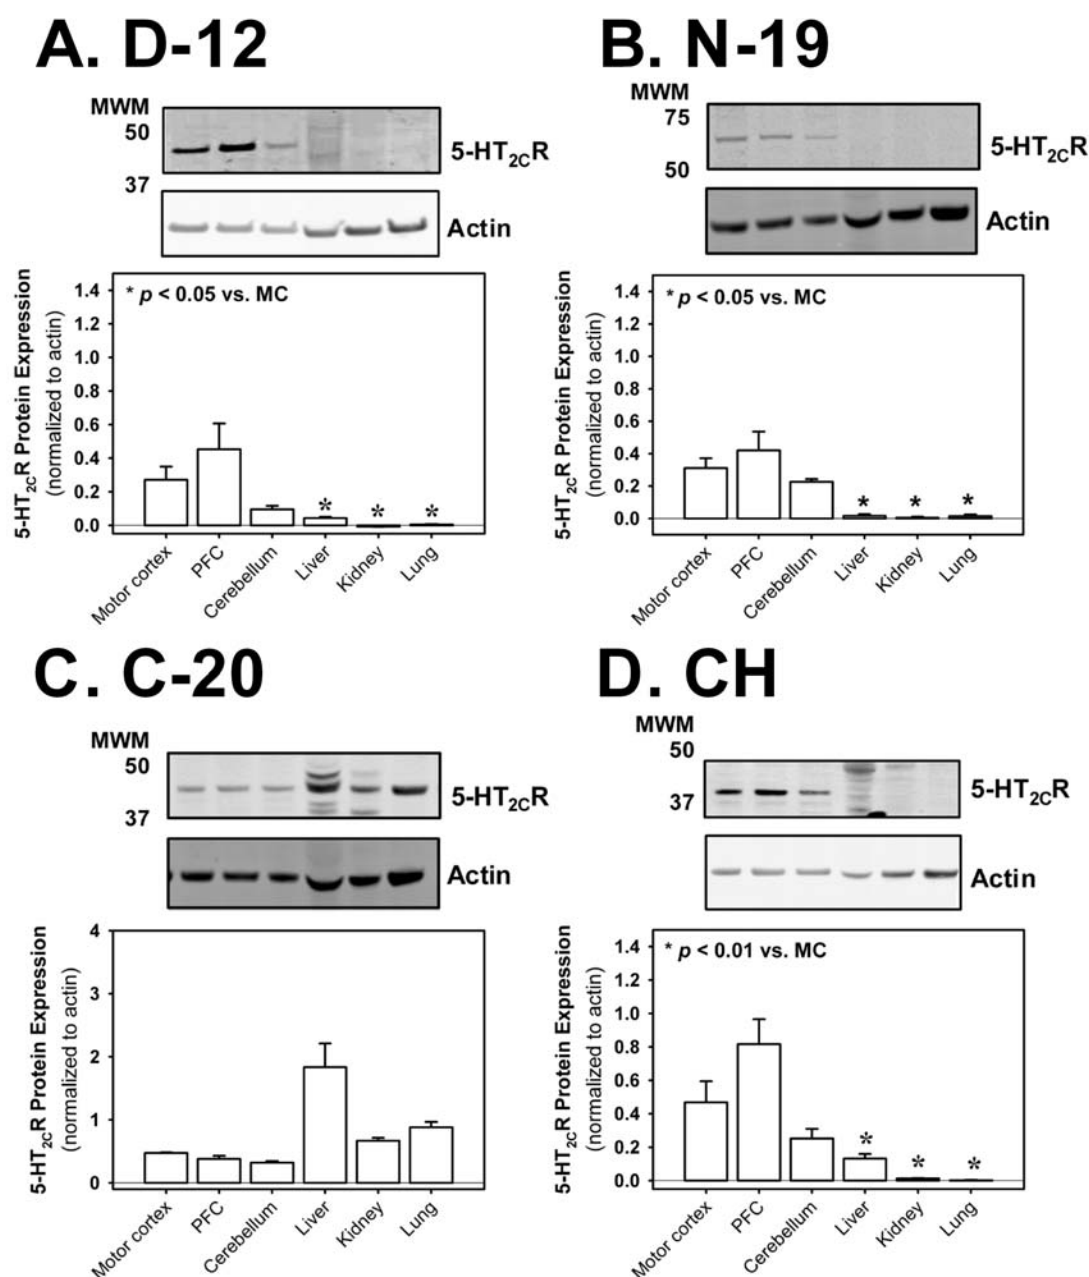 A. D-12
MWM
50
37
5-HT2CR
Actin
5-HT2CR Protein Expression
(normalized to actin)
* p < 0.05 vs. MC
1.4
1.2
1.0
0.8
0.6
0.4
0.2
0.0
*
*
*
Motor cortex
PFC
Cerebellum
Liver
Kidney
Lung
B. N-19
MWM
75
50
5-HT2CR
Actin
5-HT2CR Protein Expression
(normalized to actin)
* p < 0.05 vs. MC
1.4
1.2
1.0
0.8
0.6
0.4
0.2
0.0
*
*
*
Motor cortex
PFC
Cerebellum
Liver
Kidney
Lung
C. C-20
MWM
50
37
5-HT2CR
Actin
5-HT2CR Protein Expression
(normalized to actin)
4
3
2
1
0
Motor cortex
PFC
Cerebellum
Liver
Kidney
Lung
D. CH
MWM
50
37
5-HT2CR
Actin
5-HT2CR Protein Expression
(normalized to actin)
* p < 0.01 vs. MC
1.4
1.2
1.0
0.8
0.6
0.4
0.2
0.0
*
*
*
Motor cortex
PFC
Cerebellum
Liver
Kidney
Lung